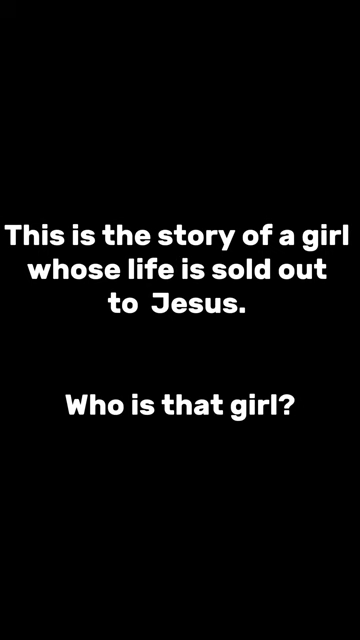 This is the story of a girl
whose life is sold out
to Jesus.
Who is that girl?